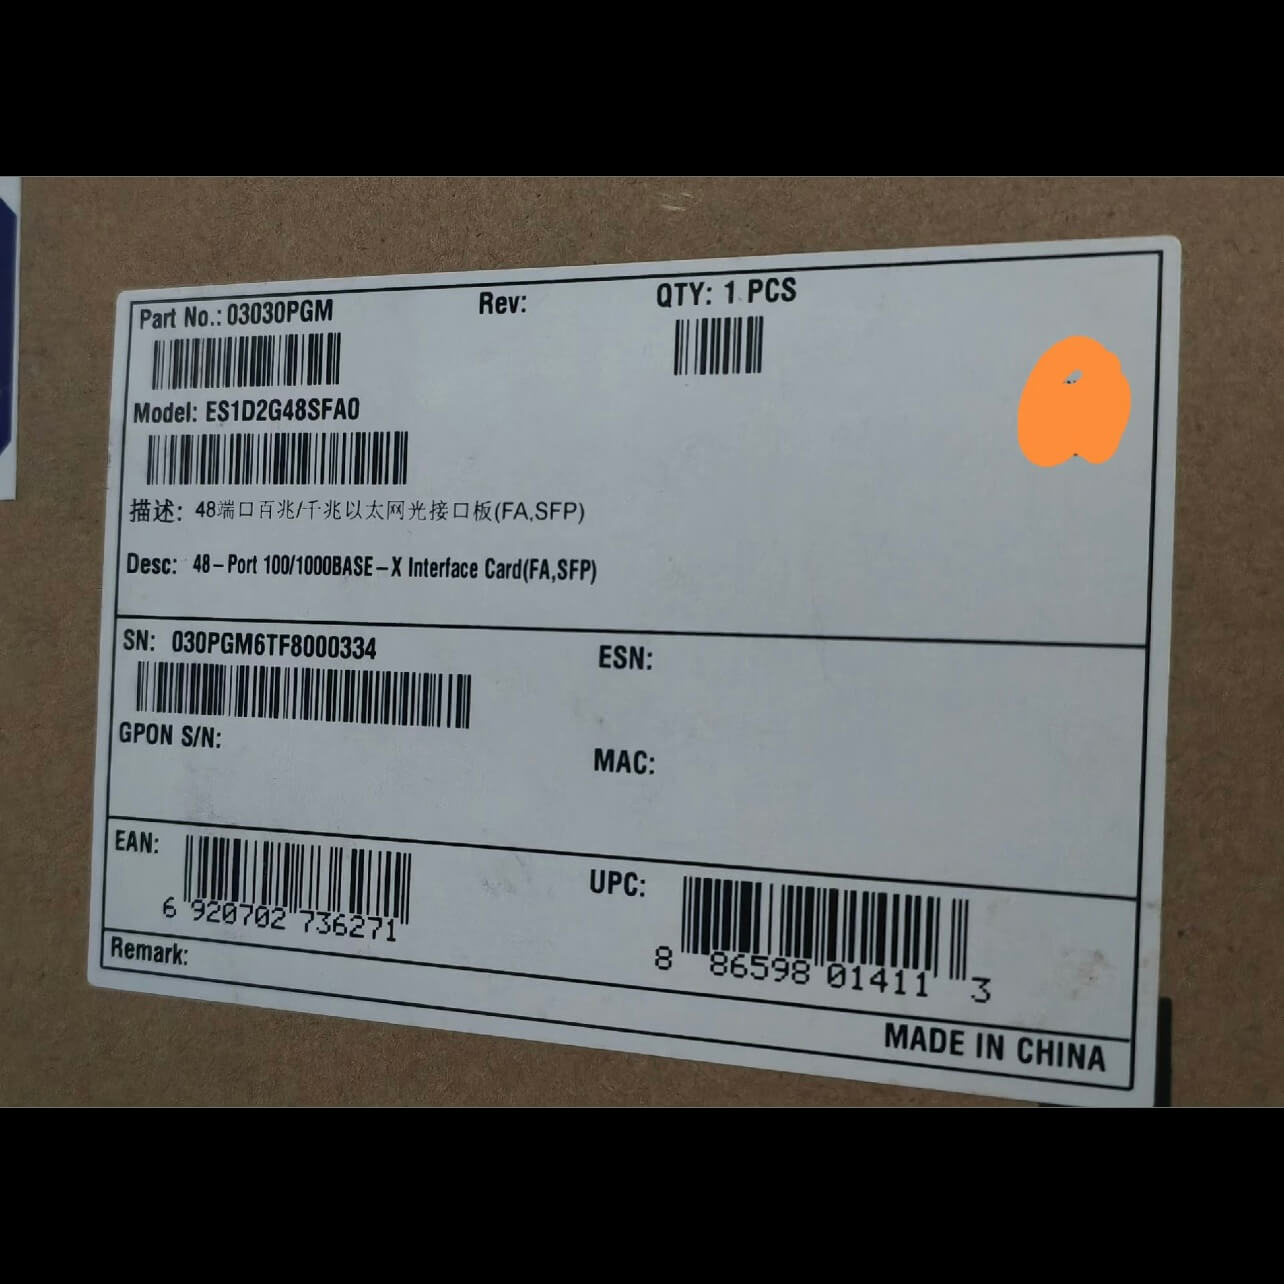 Part No.: 03030PGM Rev: QTY: 1 PCS
Model: ES1D2G48SFA0
描述: 48端口百兆/千兆以太网光接口板(FA,SFP)
Desc: 48-Port 100/1000BASE-X Interface Card(FA,SFP)
SN: 030PGM6TF8000334 ESN:
GPON S/N: MAC:
EAN: UPC:
6 920702 736271 8 86598 01411 3
Remark:
MADE IN CHINA